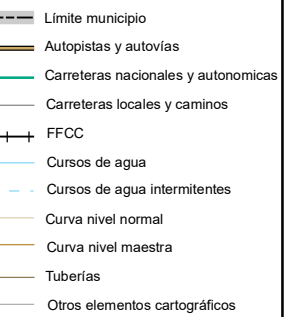 Límite municipio
Autopistas y autovías
Carreteras nacionales y autonomicas
Carreteras locales y caminos
FFCC
Cursos de agua
Cursos de agua intermitentes
Curva nivel normal
Curva nivel maestra
Tuberías
Otros elementos cartográficos